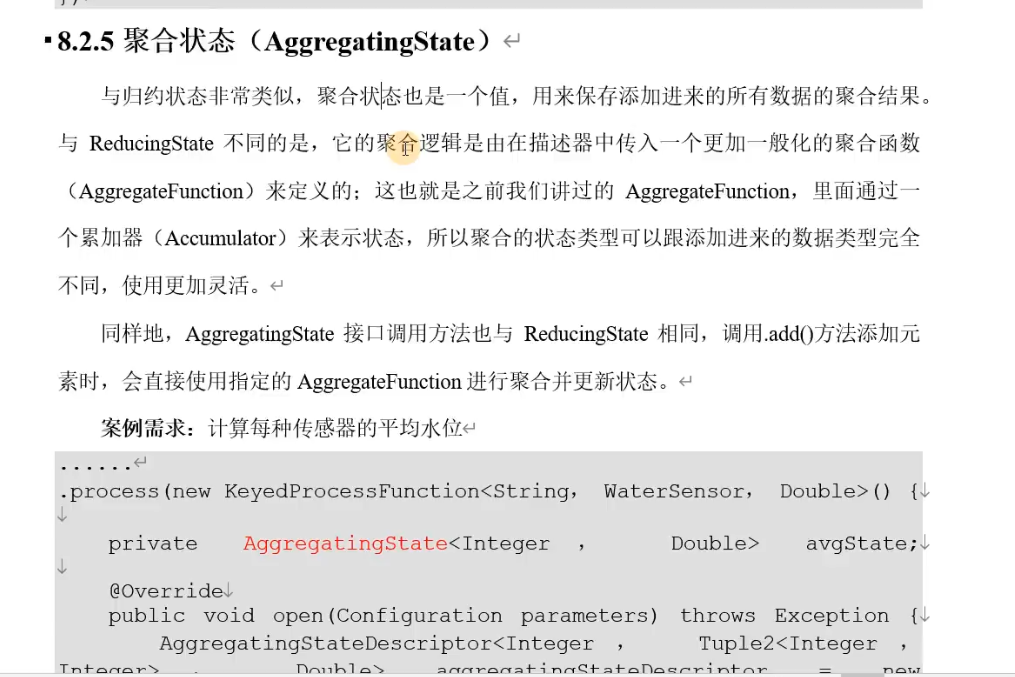 8.2.5 聚合状态（AggregatingState）
与归约状态非常类似，聚合状态也是一个值，用来保存添加进来的所有数据的聚合结果。
与 ReducingState 不同的是，它的聚合逻辑是由在描述器中传入一个更加一般化的聚合函数
（AggregateFunction）来定义的；这也就是之前我们讲过的 AggregateFunction，里面通过一
个累加器（Accumulator）来表示状态，所以聚合的状态类型可以跟添加进来的数据类型完全
不同，使用更加灵活。
同样地，AggregatingState 接口调用方法也与 ReducingState 相同，调用.add()方法添加元
素时，会直接使用指定的 AggregateFunction 进行聚合并更新状态。
案例需求：计算每种传感器的平均水位
......
.process(new KeyedProcessFunction<String, WaterSensor, Double>() {
private AggregatingState<Integer , Double> avgState;
@Override
public void open(Configuration parameters) throws Exception {
AggregatingStateDescriptor<Integer , Tuple2<Integer ,
Integer> , Double> aggregatingStateDescriptor = new